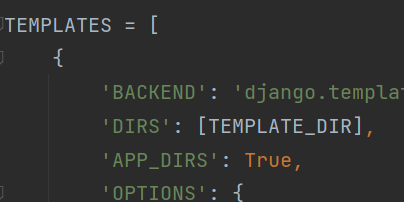 TEMPLATES = [
{
'BACKEND': 'django.templat
'DIRS': [TEMPLATE_DIR],
'APP_DIRS': True,
'OPTIONS': {